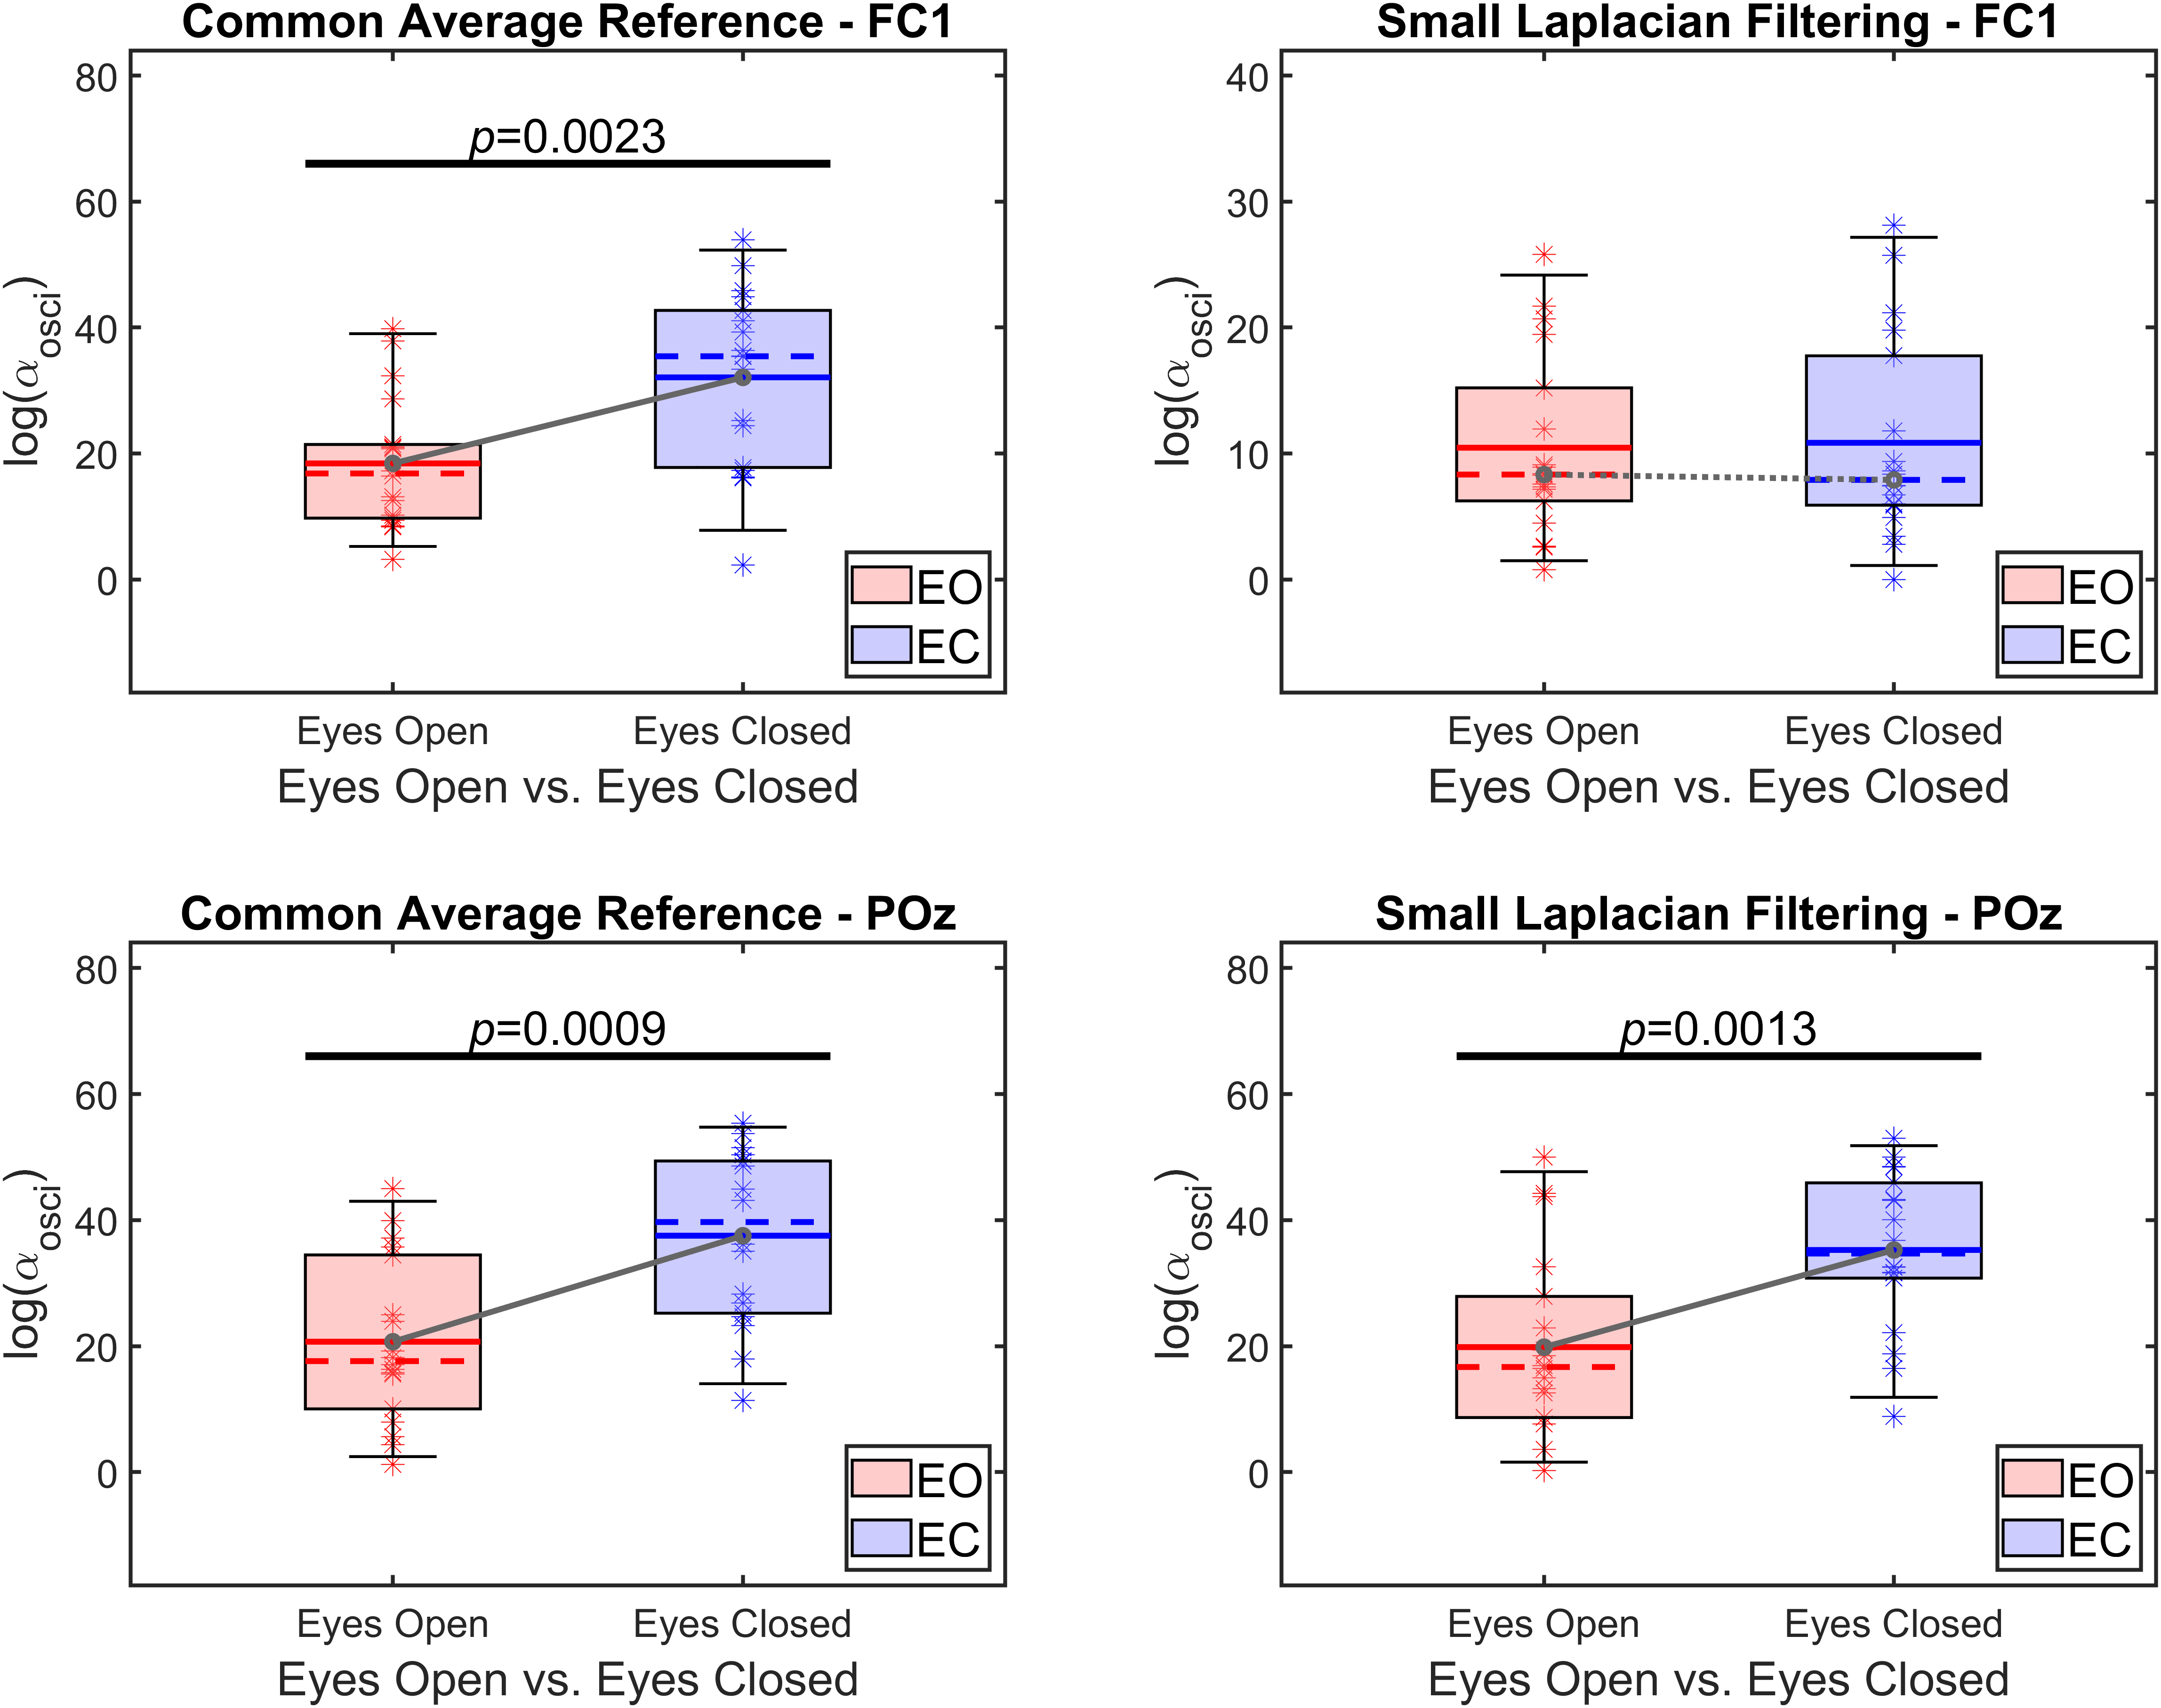 Common Average Reference - FC1
80
60
40
20
0
log(αosci)
p=0.0023
EO
EC
Eyes Open
Eyes Closed
Eyes Open vs. Eyes Closed
Small Laplacian Filtering - FC1
40
30
20
10
0
log(αosci)
EO
EC
Eyes Open
Eyes Closed
Eyes Open vs. Eyes Closed
Common Average Reference - POz
80
60
40
20
0
log(αosci)
p=0.0009
EO
EC
Eyes Open
Eyes Closed
Eyes Open vs. Eyes Closed
Small Laplacian Filtering - POz
80
60
40
20
0
log(αosci)
p=0.0013
EO
EC
Eyes Open
Eyes Closed
Eyes Open vs. Eyes Closed